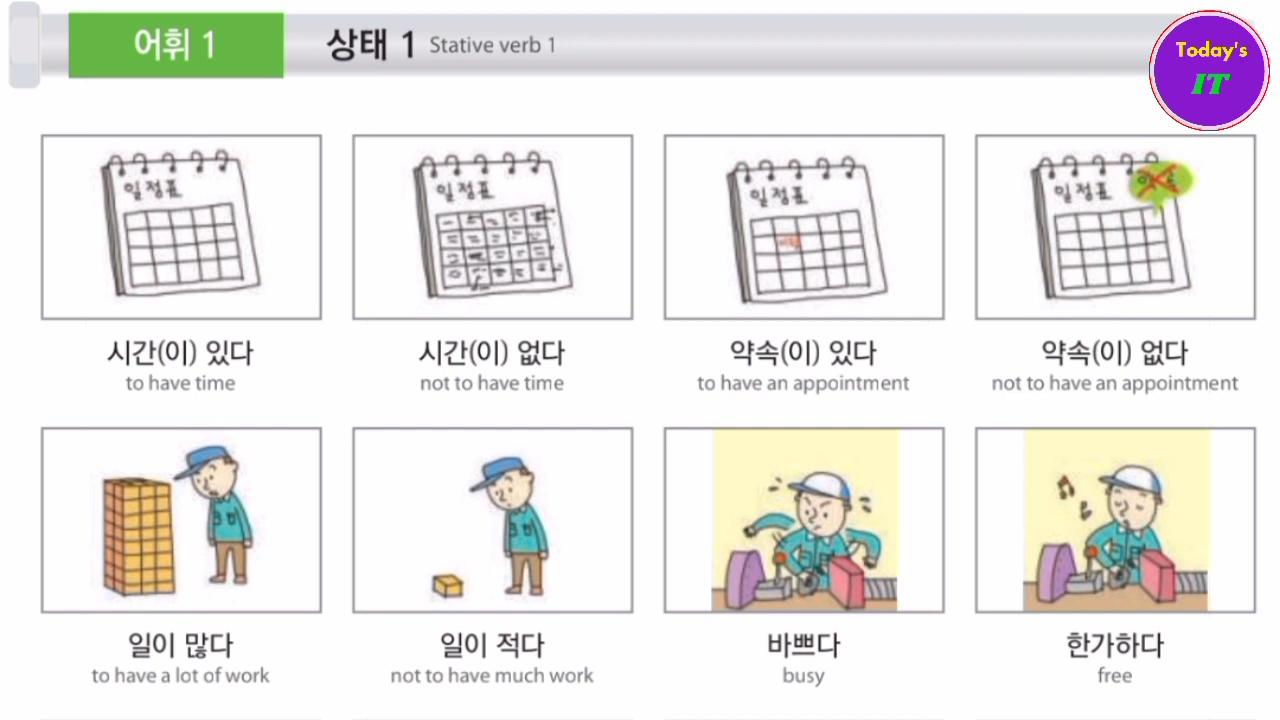 어휘 1
상태 1 Stative verb 1
Today's
IT
일정표
일정표
일정표
일정표
시간(이) 있다
시간(이) 없다
약속(이) 있다
약속(이) 없다
to have time
not to have time
to have an appointment
not to have an appointment
일이 많다
일이 적다
바쁘다
한가하다
to have a lot of work
not to have much work
busy
free